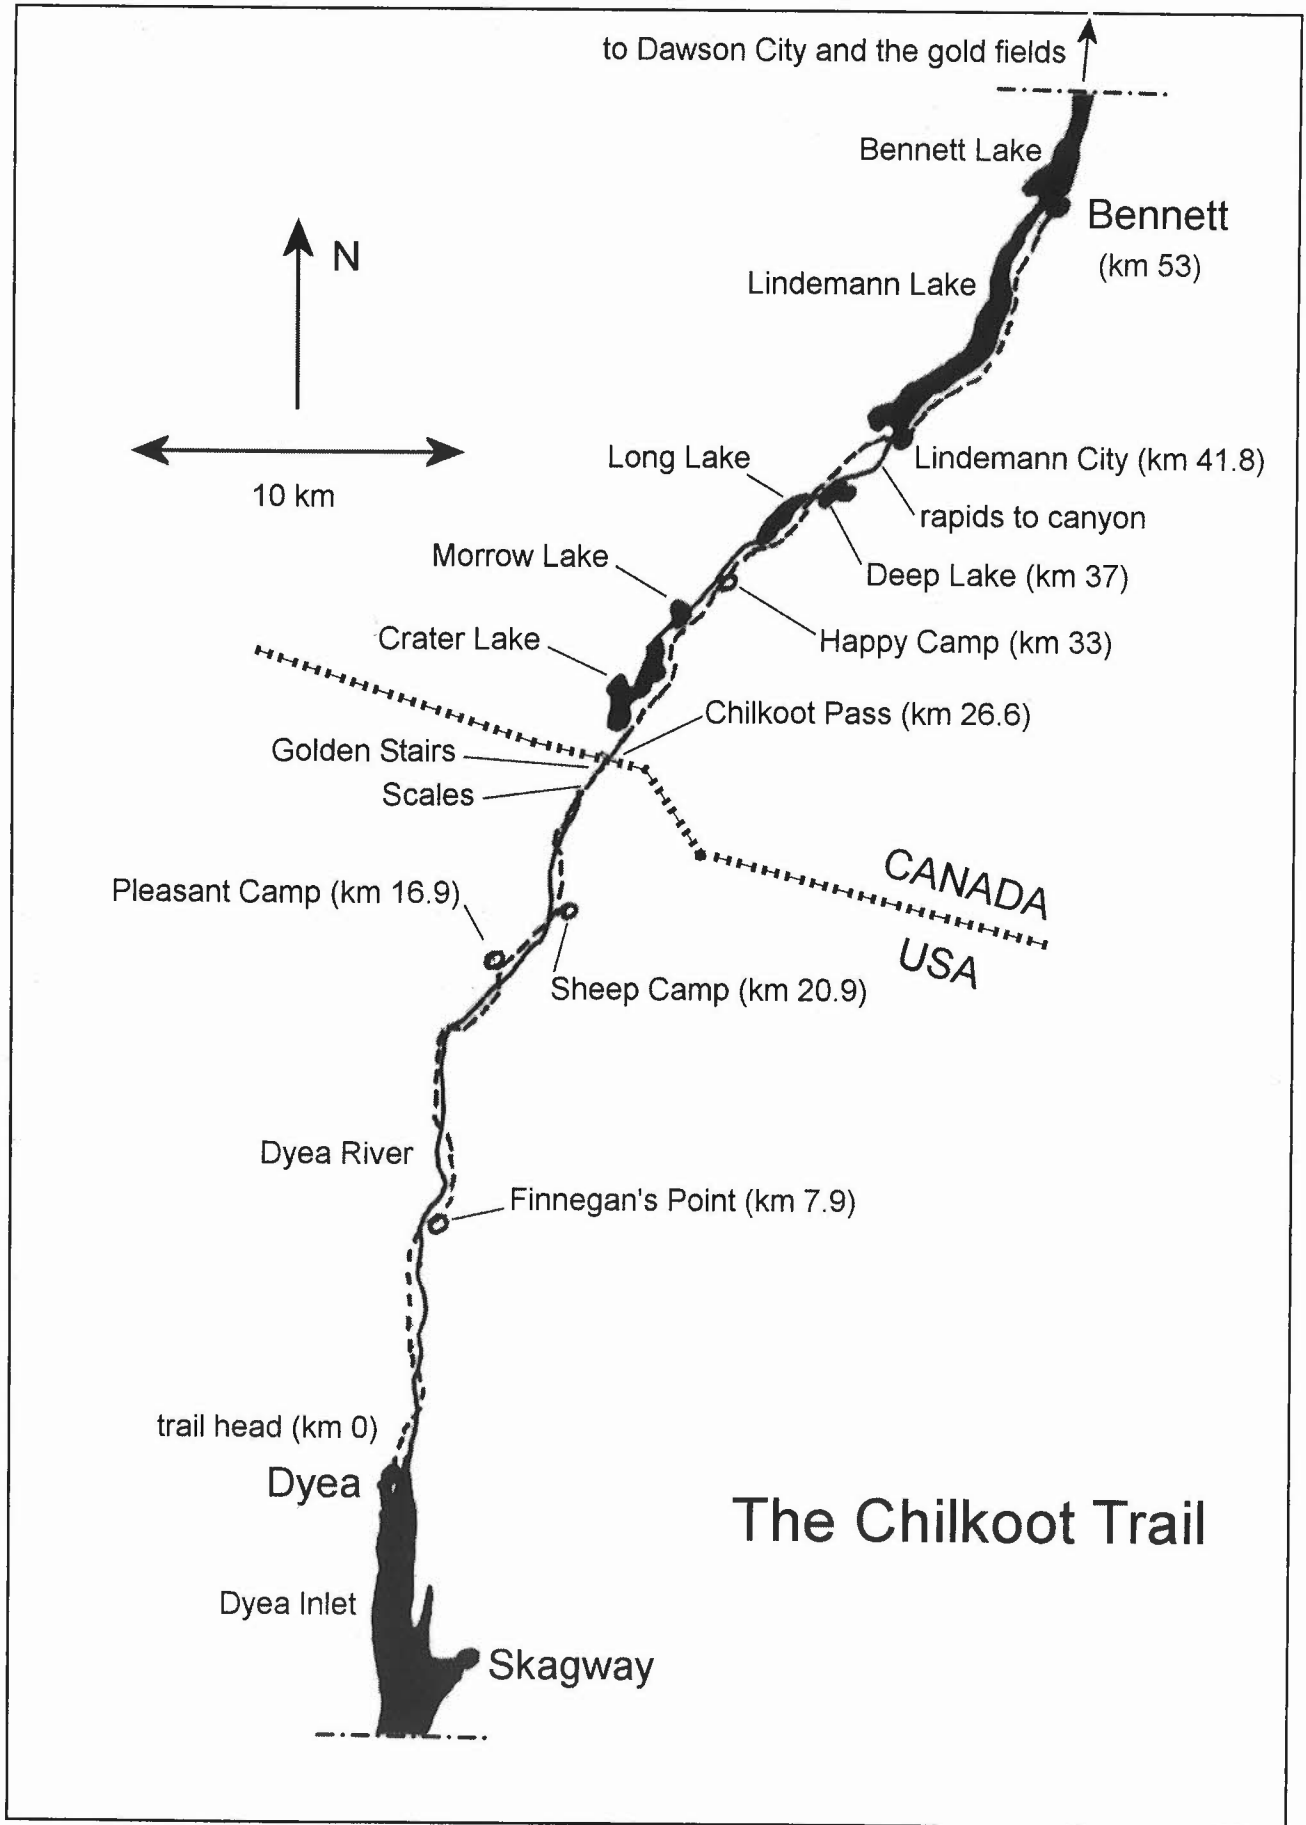 to Dawson City and the gold fields
Bennett Lake
Bennett
(km 53)
N
Lindemann Lake
10 km
Long Lake
Lindemann City (km 41.8)
rapids to canyon
Morrow Lake
Deep Lake (km 37)
Crater Lake
Happy Camp (km 33)
Chilkoot Pass (km 26.6)
Golden Stairs
Scales
CANADA
USA
Pleasant Camp (km 16.9)
Sheep Camp (km 20.9)
Dyea River
Finnegan's Point (km 7.9)
trail head (km 0)
Dyea
The Chilkoot Trail
Dyea Inlet
Skagway